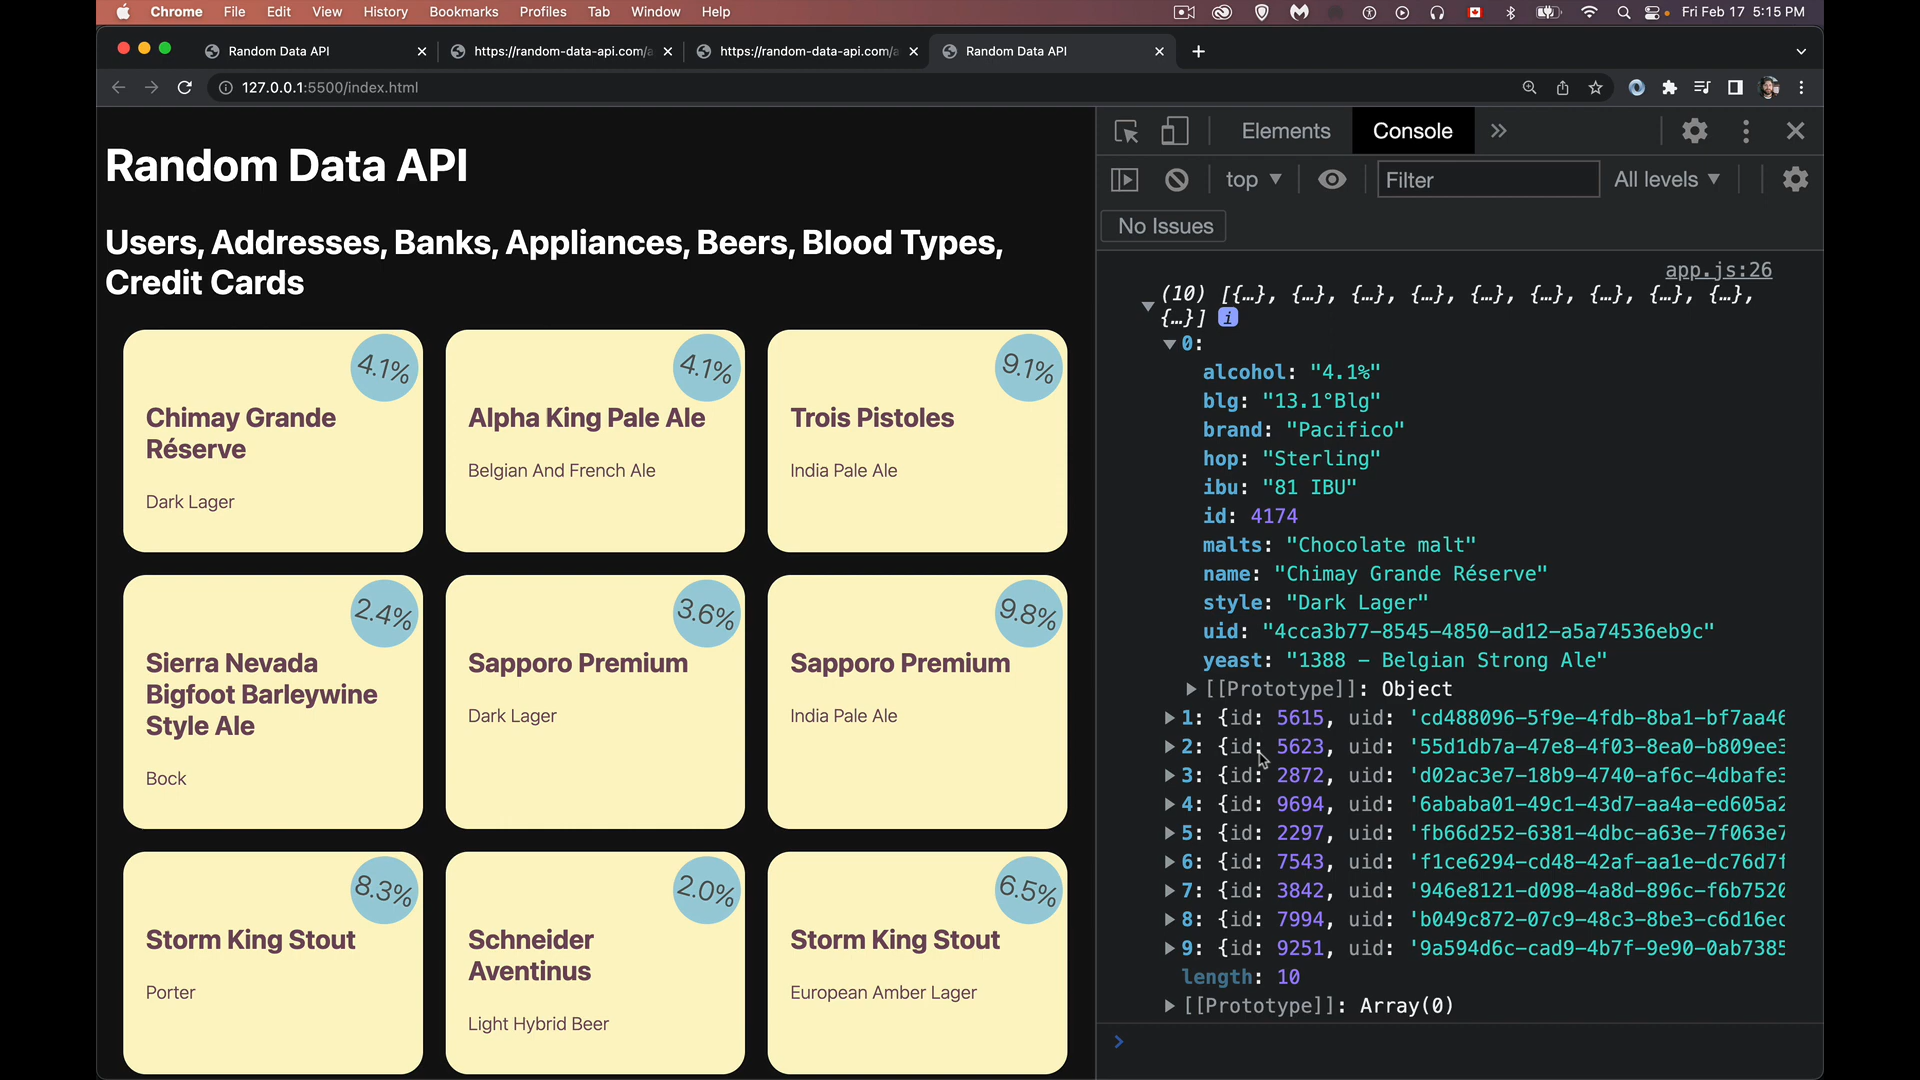 Chrome File Edit View History Bookmarks Profiles Tab Window Help Fri Feb 17 5:15 PM
Random Data API https://random-data-api.com/a https://random-data-api.com/a Random Data API
127.0.0.1:5500/index.html
Random Data API
Users, Addresses, Banks, Appliances, Beers, Blood Types,
Credit Cards
4.1%
Chimay Grande
Réserve
Dark Lager
4.1%
Alpha King Pale Ale
Belgian And French Ale
9.1%
Trois Pistoles
India Pale Ale
2.4%
Sierra Nevada
Bigfoot Barleywine
Style Ale
Bock
3.6%
Sapporo Premium
Dark Lager
9.8%
Sapporo Premium
India Pale Ale
8.3%
Storm King Stout
Porter
2.0%
Schneider
Aventinus
Light Hybrid Beer
6.5%
Storm King Stout
European Amber Lager
Elements Console
top Filter All levels
No Issues
app.js:26
(10) [{…}, {…}, {…}, {…}, {…}, {…}, {…}, {…}, {…},
{…}] i
0:
alcohol: "4.1%"
blg: "13.1°Blg"
brand: "Pacifico"
hop: "Sterling"
ibu: "81 IBU"
id: 4174
malts: "Chocolate malt"
name: "Chimay Grande Réserve"
style: "Dark Lager"
uid: "4cca3b77-8545-4850-ad12-a5a74536eb9c"
yeast: "1388 - Belgian Strong Ale"
[[Prototype]]: Object
1: {id: 5615, uid: 'cd488096-5f9e-4fdb-8ba1-bf7aa46
2: {id: 5623, uid: '55d1db7a-47e8-4f03-8ea0-b809ee3
3: {id: 2872, uid: 'd02ac3e7-18b9-4740-af6c-4dbafe3
4: {id: 9694, uid: '6ababa01-49c1-43d7-aa4a-ed605a2
5: {id: 2297, uid: 'fb66d252-6381-4dbc-a63e-7f063e7
6: {id: 7543, uid: 'f1ce6294-cd48-42af-aa1e-dc76d7f
7: {id: 3842, uid: '946e8121-d098-4a8d-896c-f6b7520
8: {id: 7994, uid: 'b049c872-07c9-48c3-8be3-c6d16ec
9: {id: 9251, uid: '9a594d6c-cad9-4b7f-9e90-0ab7385
length: 10
[[Prototype]]: Array(0)